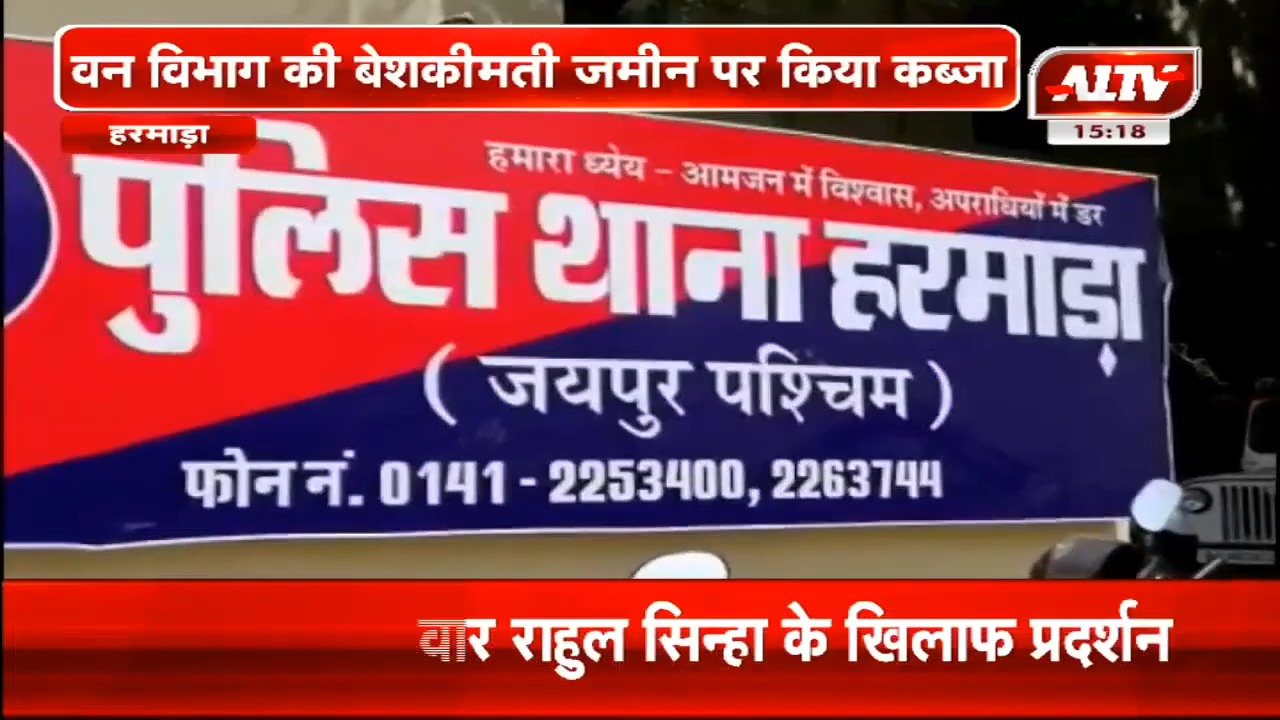 वन विभाग की बेशकीमती जमीन पर किया कब्जा
ALTV
15:18
हरमाड़ा
हमारा ध्येय – आमजन में विश्वास, अपराधियों में डर
पुलिस थाना हरमाड़ा
( जयपुर पश्चिम )
फोन नं. 0141 - 2253400, 2263744
राहुल सिन्हा के खिलाफ प्रदर्शन